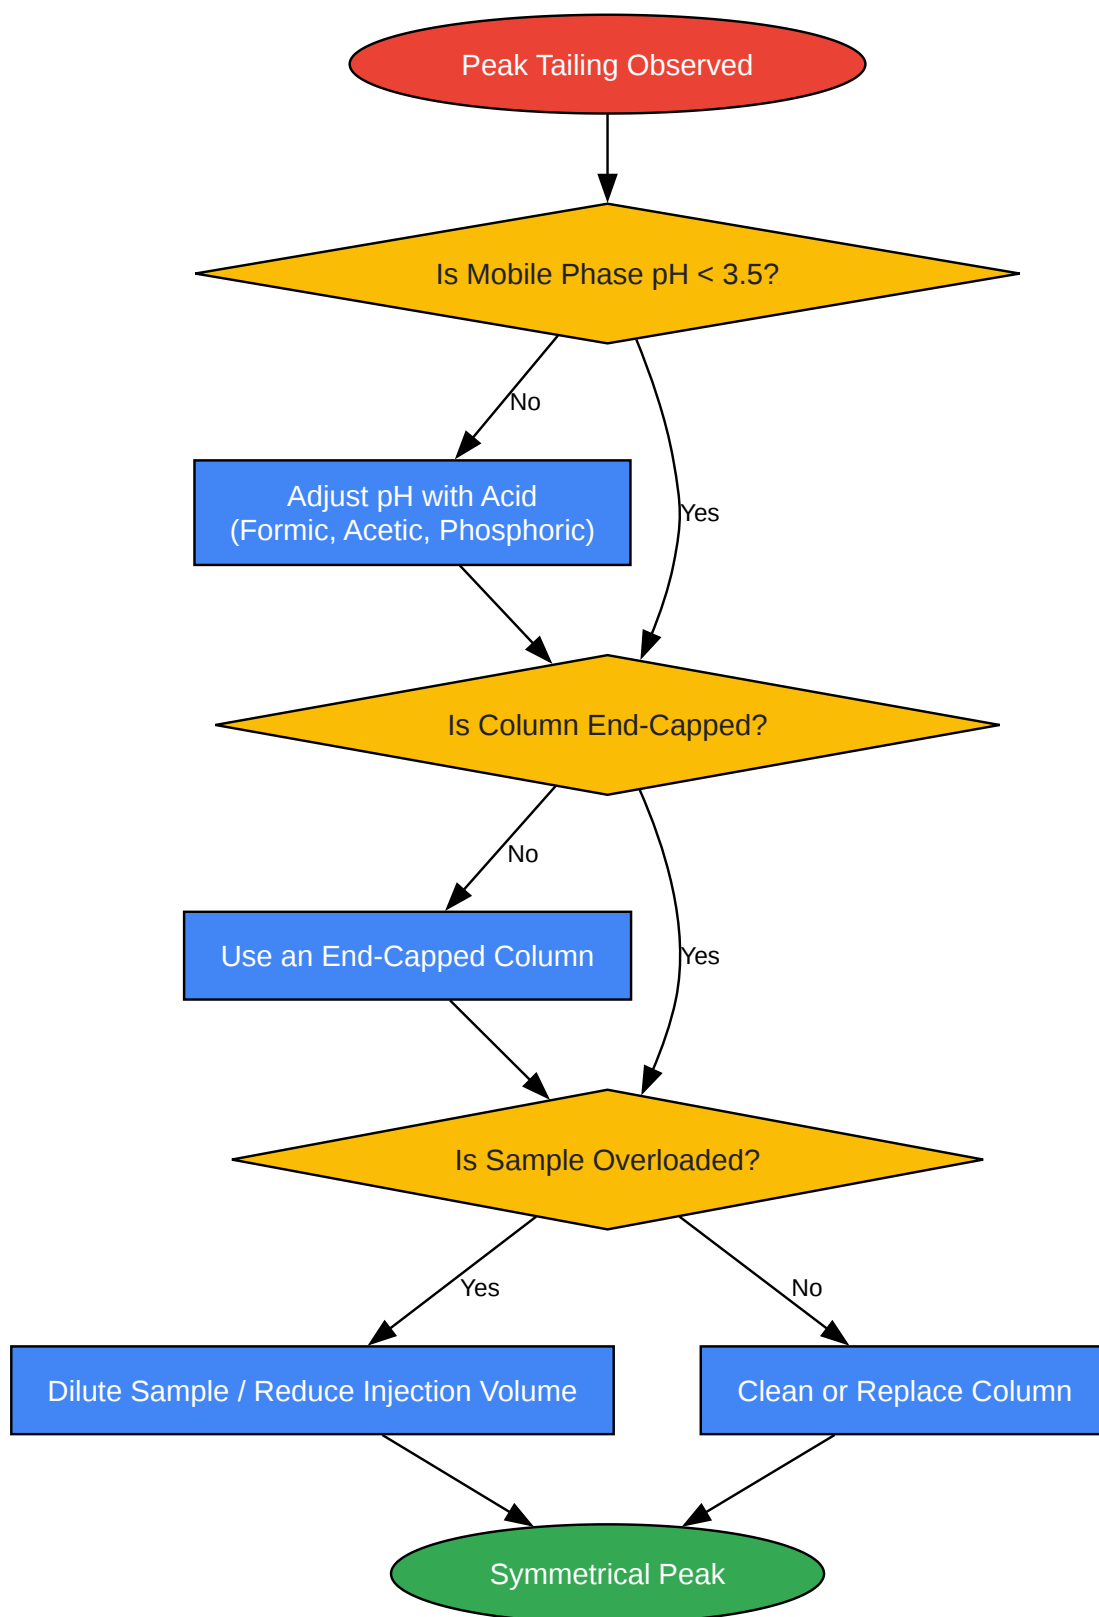 Peak Tailing Observed
Is Mobile Phase pH < 3.5?
No
Adjust pH with Acid
(Formic, Acetic, Phosphoric)
Yes
Is Column End-Capped?
No
Use an End-Capped Column
Yes
Is Sample Overloaded?
Yes
No
Dilute Sample / Reduce Injection Volume
Clean or Replace Column
Symmetrical Peak